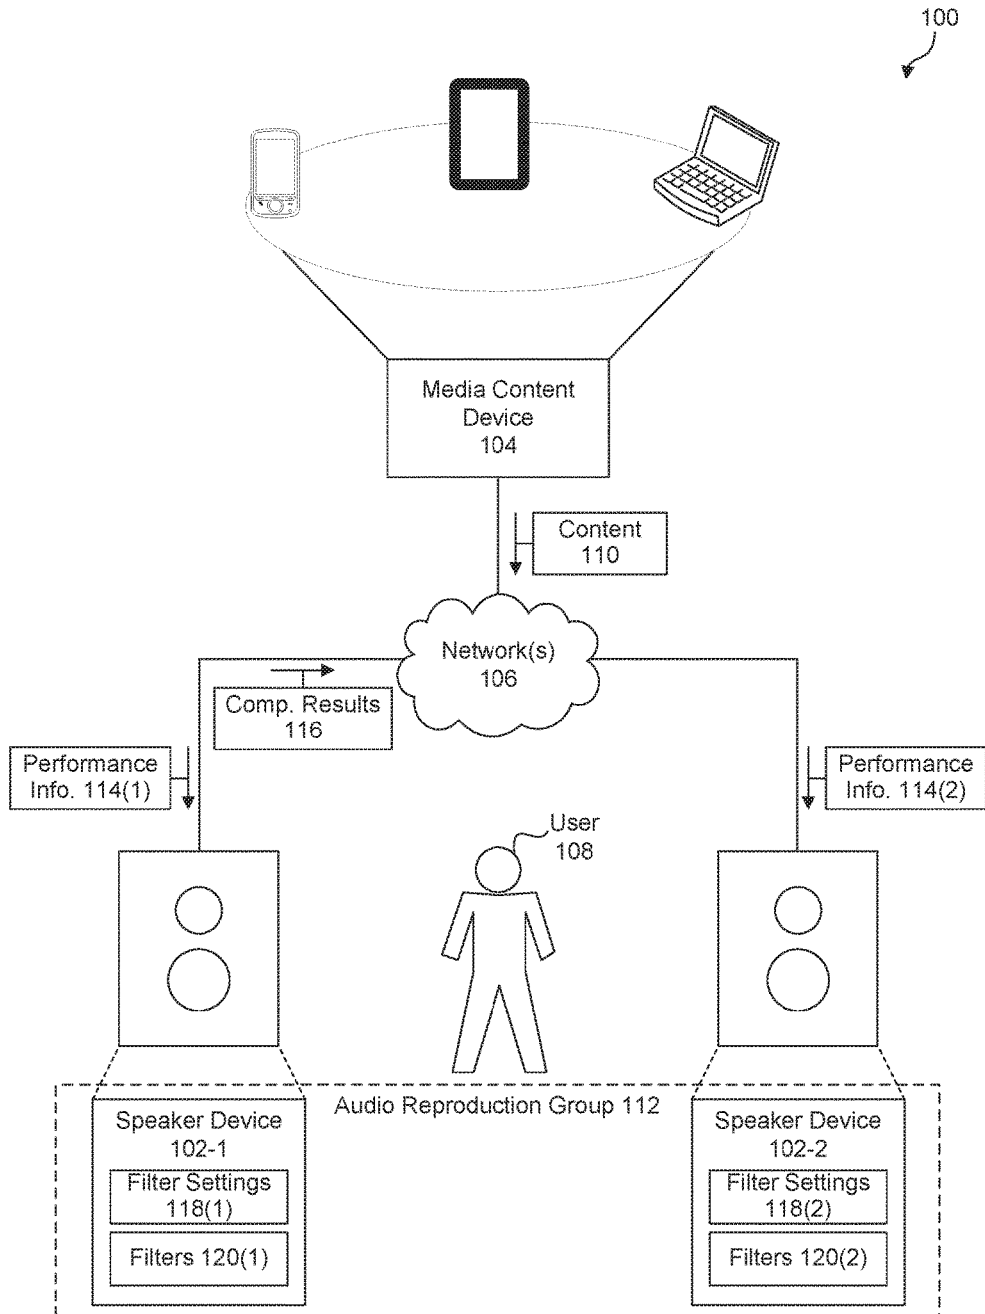 100
Media Content
Device
104
Content
110
Network(s)
106
Comp. Results
116
Performance
Info. 114(1)
Performance
Info. 114(2)
User
108
Audio Reproduction Group 112
Speaker Device
102-1
Filter Settings
118(1)
Filters 120(1)
Speaker Device
102-2
Filter Settings
118(2)
Filters 120(2)